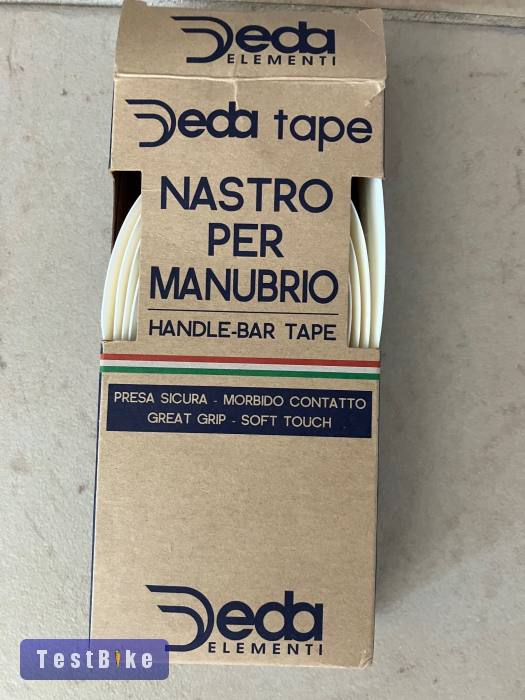 Deda
ELEMENTI
Deda tape
NASTRO
PER
MANUBRIO
HANDLE-BAR TAPE
PRESA SICURA - MORBIDO CONTATTO
GREAT GRIP - SOFT TOUCH
Deda
ELEMENTI
TestBike